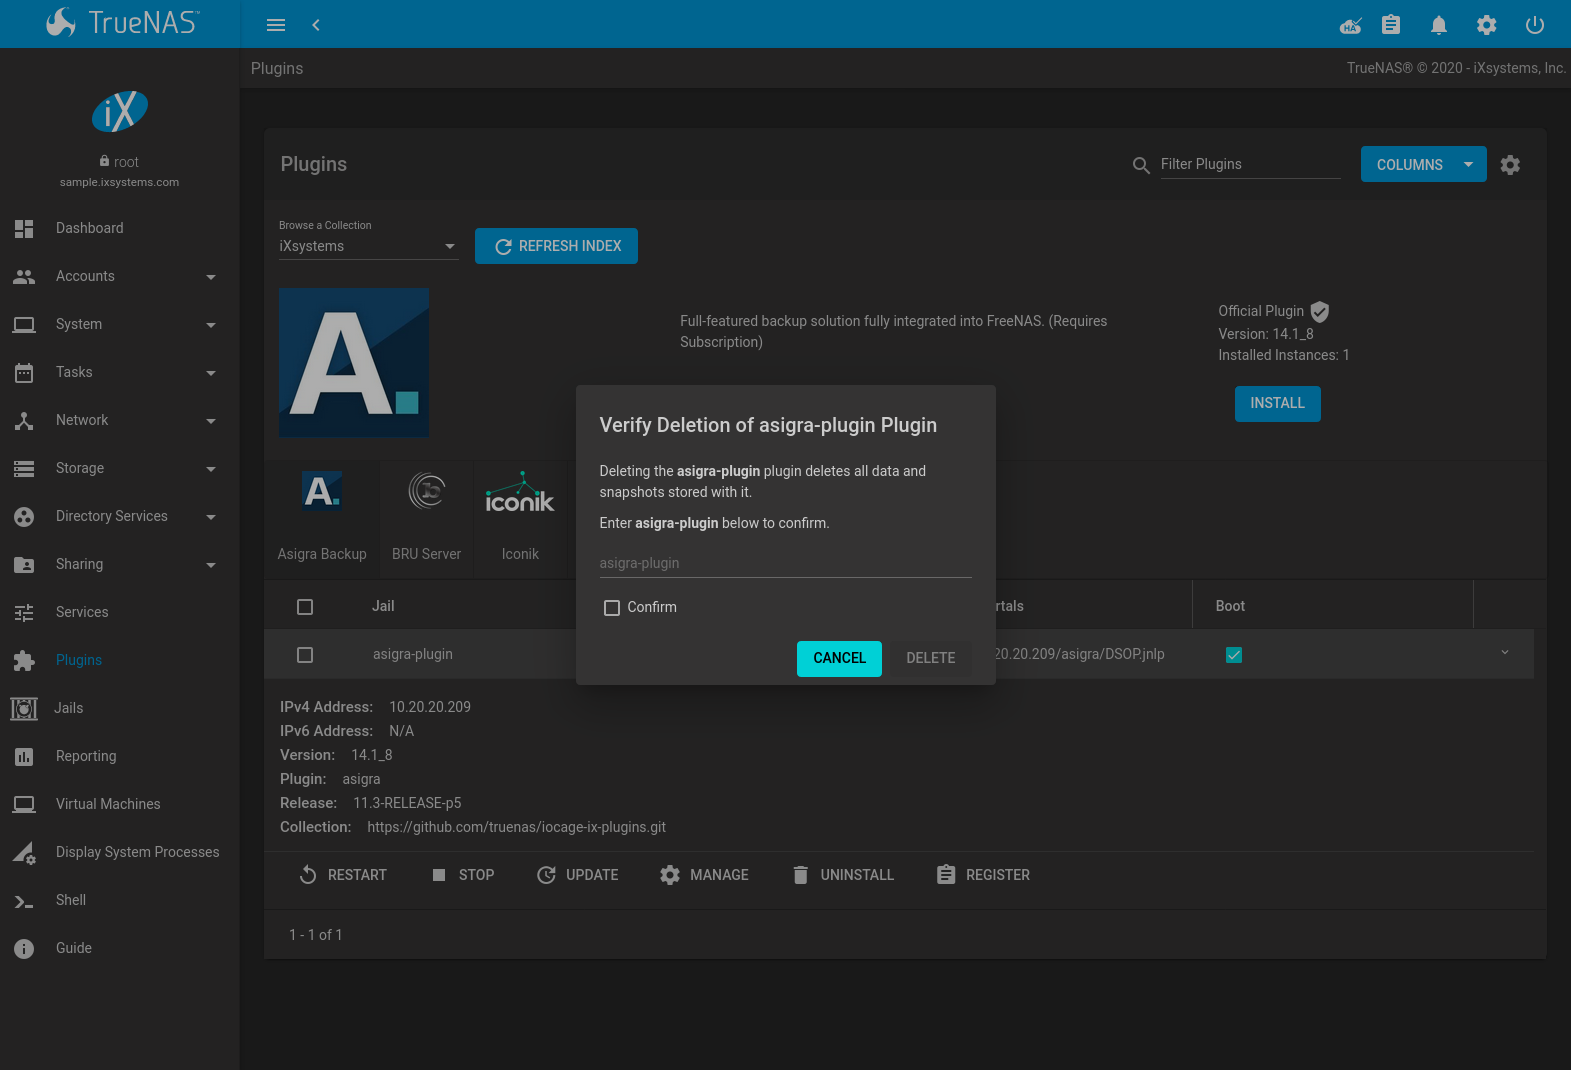 TrueNAS™
HA
Plugins
TrueNAS® © 2020 - iXsystems, Inc.
iX
root
sample.ixsystems.com
Dashboard
Accounts
System
Tasks
Network
Storage
Directory Services
Sharing
Services
Plugins
Jails
Reporting
Virtual Machines
Display System Processes
Shell
Guide
Plugins
Filter Plugins
COLUMNS
Browse a Collection
iXsystems
REFRESH INDEX
A.
Full-featured backup solution fully integrated into FreeNAS. (Requires
Subscription)
Official Plugin
Version: 14.1_8
Installed Instances: 1
INSTALL
A.
Asigra Backup
BRU Server
iconik
Iconik
Verify Deletion of asigra-plugin Plugin
Deleting the asigra-plugin plugin deletes all data and
snapshots stored with it.
Enter asigra-plugin below to confirm.
asigra-plugin
Confirm
CANCEL
DELETE
Jail
rtals
Boot
asigra-plugin
20.20.209/asigra/DSOP.jnlp
IPv4 Address: 10.20.20.209
IPv6 Address: N/A
Version: 14.1_8
Plugin: asigra
Release: 11.3-RELEASE-p5
Collection: https://github.com/truenas/iocage-ix-plugins.git
RESTART
STOP
UPDATE
MANAGE
UNINSTALL
REGISTER
1 - 1 of 1